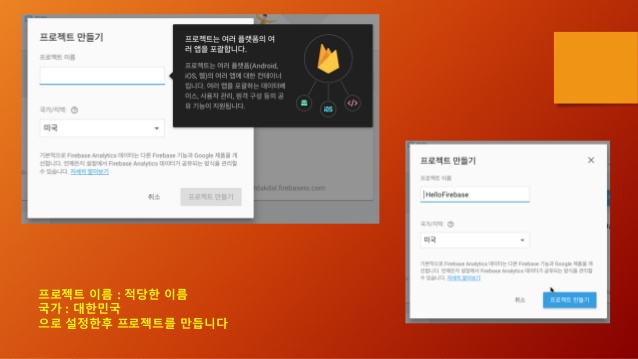 프로젝트 만들기
프로젝트 이름
국가/지역:
미국
기본적으로 Firebase Analytics 데이터는 다른 Firebase 기능과 Google 제품을 개
선합니다. 언제든지 설정에서 Firebase Analytics 데이터가 공유되는 방식을 관리할
수 있습니다. 자세히 알아보기
취소
프로젝트 만들기
프로젝트는 여러 플랫폼의 여
러 앱을 포괄합니다.
프로젝트는 여러 플랫폼(Android,
iOS, 웹)의 여러 앱에 대한 컨테이너
입니다. 여러 앱을 포괄하는 데이터베
이스, 사용자 관리, 원격 구성 등의 공
유 기능이 지원됩니다.
iOS
</>
프로젝트 만들기
프로젝트 이름
HelloFirebase
국가/지역:
미국
기본적으로 Firebase Analytics 데이터는 다른 Firebase 기능과 Google 제품을 개
선합니다. 언제든지 설정에서 Firebase Analytics 데이터가 공유되는 방식을 관리할
수 있습니다. 자세히 알아보기
취소
프로젝트 만들기
프로젝트 이름 : 적당한 이름
국가 : 대한민국
으로 설정한후 프로젝트를 만듭니다